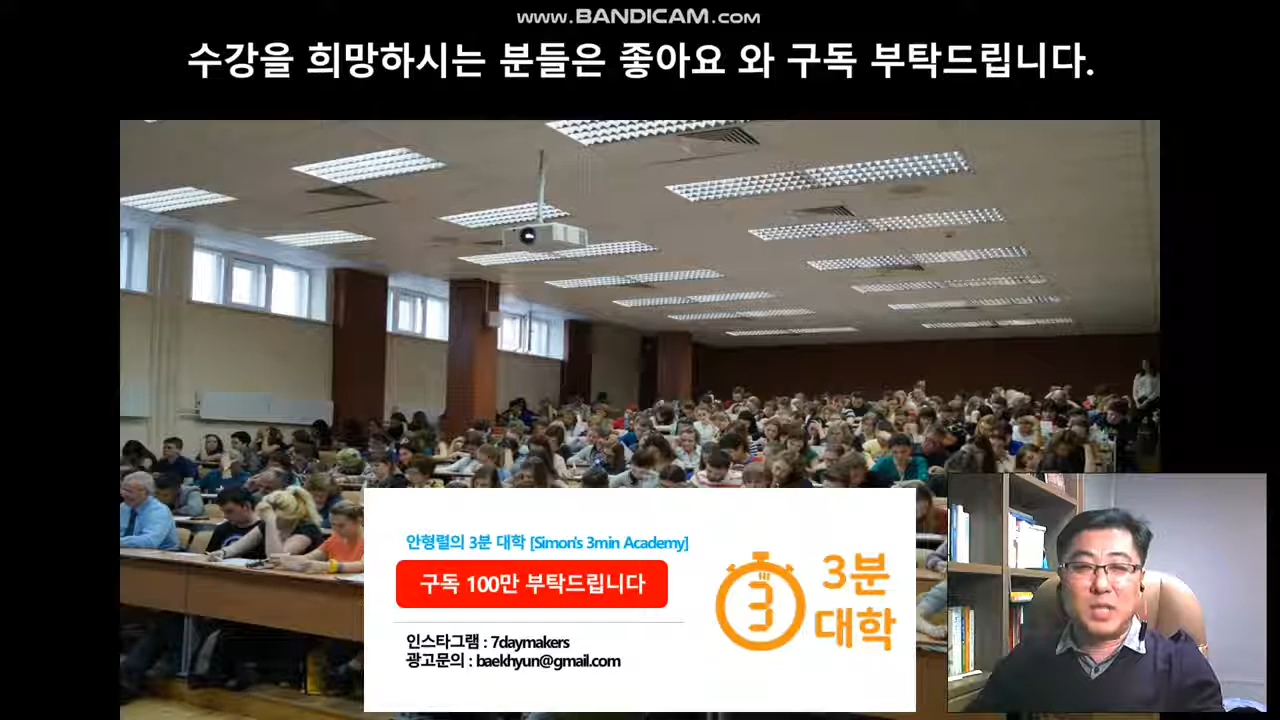 www.BANDICAM.com
수강을 희망하시는 분들은 좋아요 와 구독 부탁드립니다.
안형렬의 3분 대학 [Simon's 3min Academy]
구독 100만 부탁드립니다
인스타그램 : 7daymakers
광고문의 : baekhyun@gmail.com
3
3분
대학